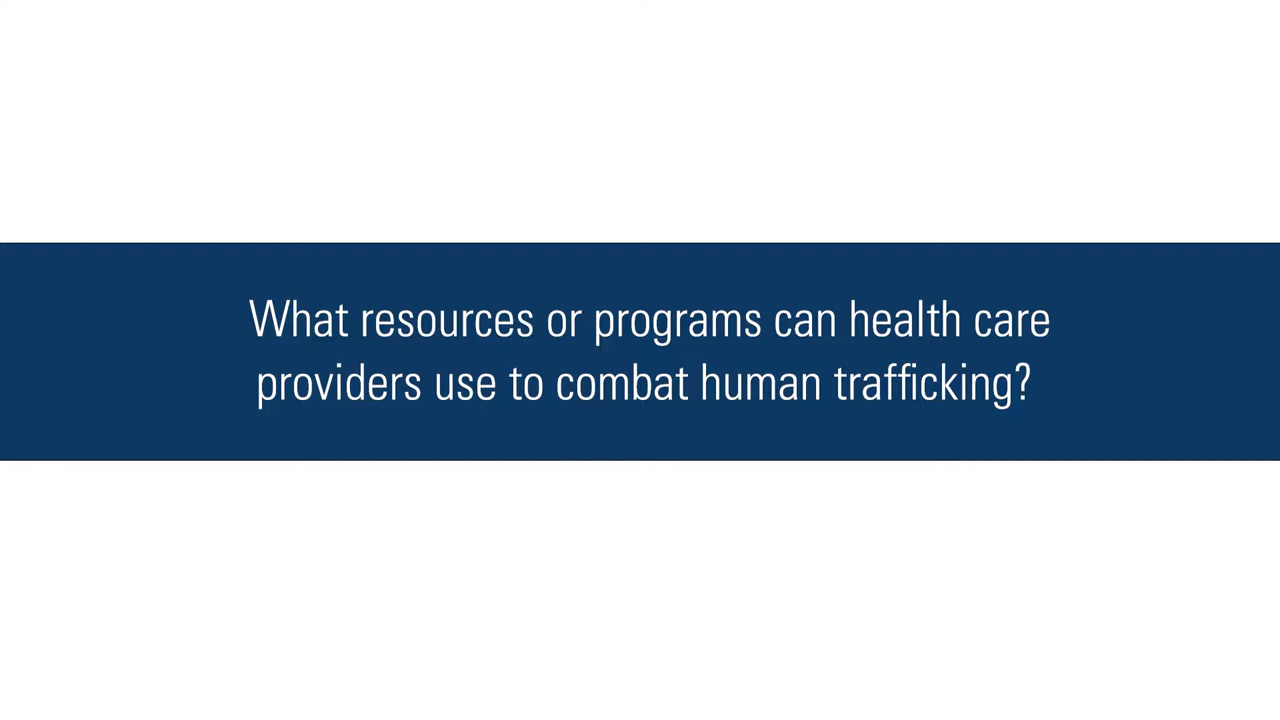 What resources or programs can health care
providers use to combat human trafficking?